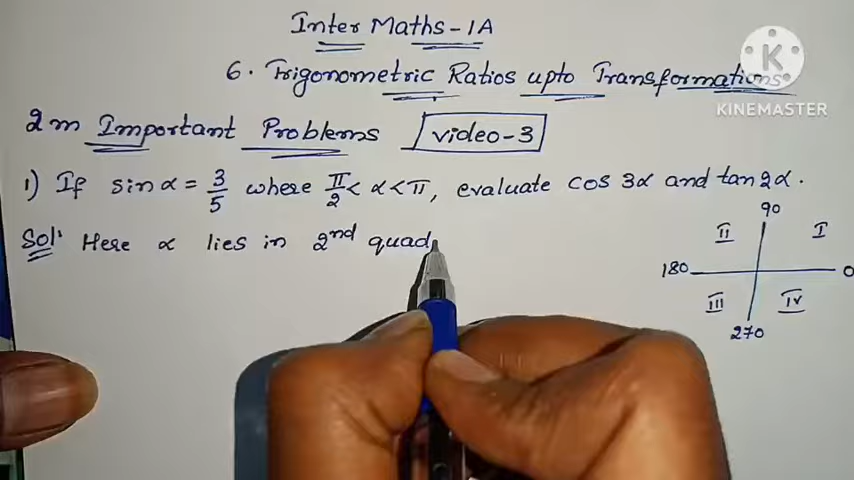 Inter Maths-1A
6. Trigonometric Ratios upto Transformations
K
KINEMASTER
2m Important Problems video-3
1) If sin α = 3/5 where π/2 < α < π, evaluate cos 3α and tan 2α.
Sol: Here α lies in 2nd quad
90
II I
180 0
III IV
270